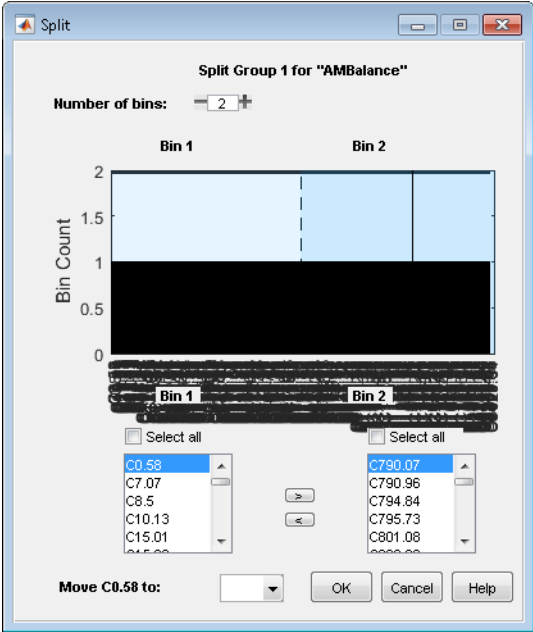 Split
Split Group 1 for "AMBalance"
Number of bins: 2
Bin 1 Bin 2
2
1.5
1
0.5
0
Bin Count
Bin 1 Bin 2
Select all Select all
C0.58 C790.07
C7.07 C790.96
C8.5 C794.84
C10.13 C795.73
C15.01 C801.08
> 
<
Move C0.58 to: OK Cancel Help